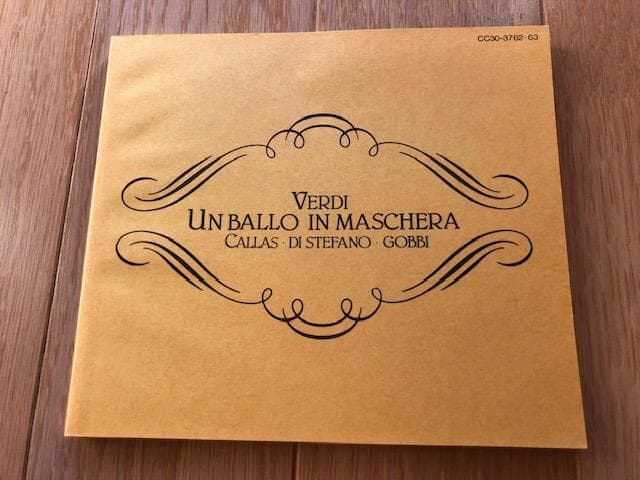 CC30-3762·63
VERDI
UN BALLO IN MASCHERA
CALLAS · DI STEFANO · GOBBI